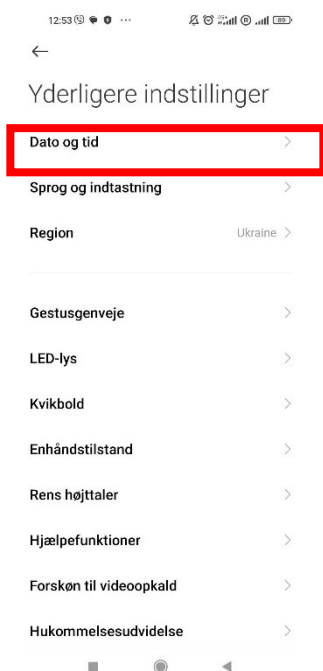 12:53
89
Yderligere indstillinger
Dato og tid
Sprog og indtastning
Region Ukraine
Gestusgenveje
LED-lys
Kvikbold
Enhåndstilstand
Rens højttaler
Hjælpefunktioner
Forskøn til videoopkald
Hukommelsesudvidelse